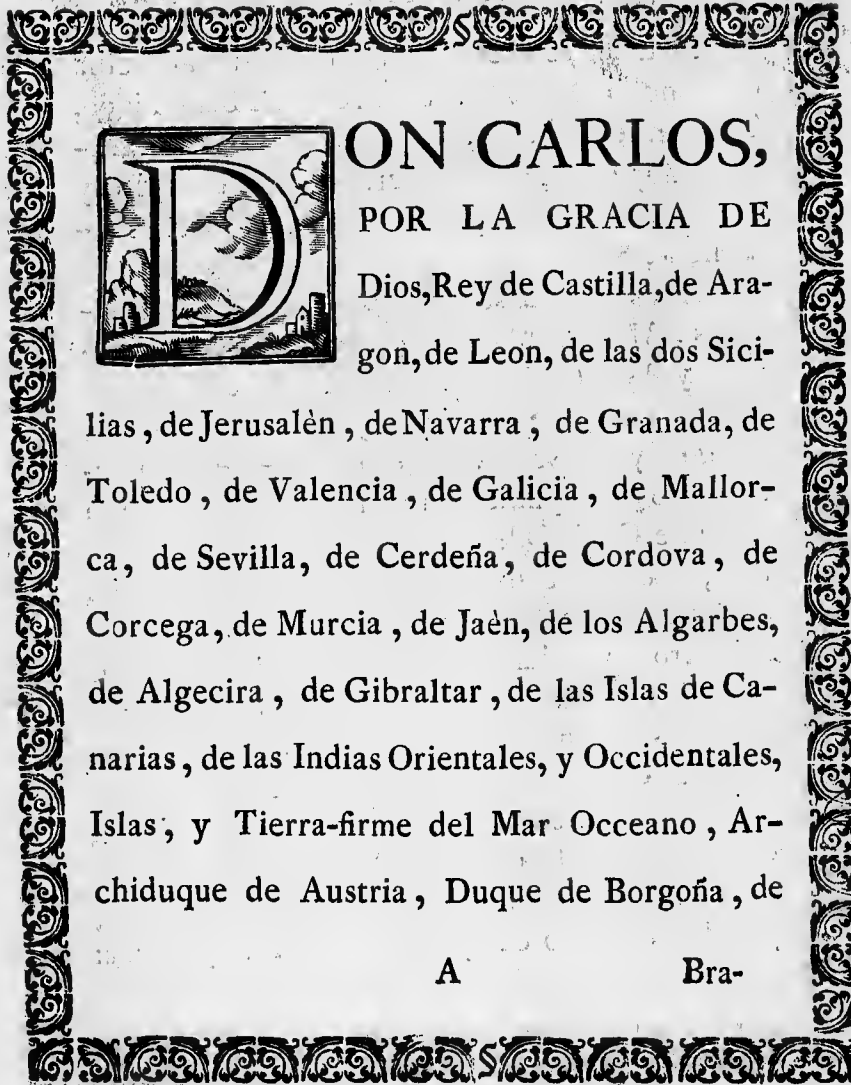 DON CARLOS,
POR LA GRACIA DE
Dios, Rey de Castilla, de Ara-
gon, de Leon, de las dos Sici-
lias, de Jerusalèn, de Navarra, de Granada, de
Toledo, de Valencia, de Galicia, de Mallor-
ca, de Sevilla, de Cerdeña, de Cordova, de
Corcega, de Murcia, de Jaèn, de los Algarbes,
de Algecira, de Gibraltar, de las Islas de Ca-
narias, de las Indias Orientales, y Occidentales,
Islas, y Tierra-firme del Mar Occeano, Ar-
chiduque de Austria, Duque de Borgoña, de
A Bra-